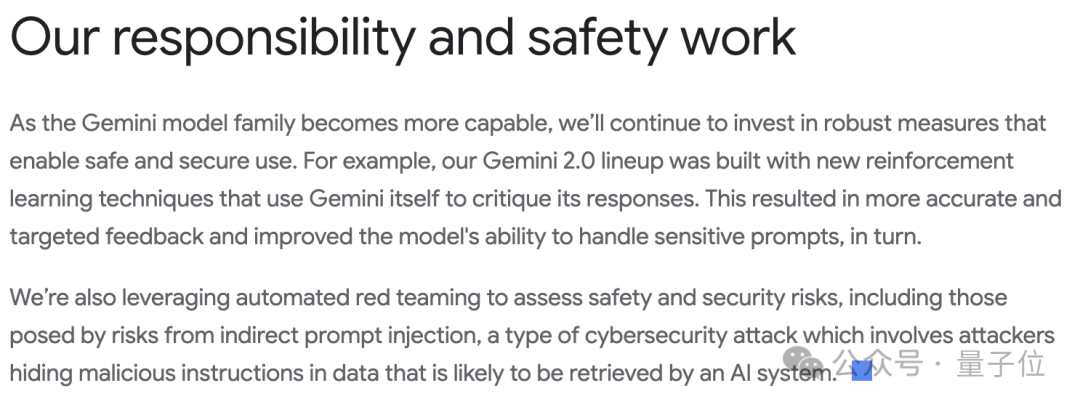 Our responsibility and safety work
As the Gemini model family becomes more capable, we’ll continue to invest in robust measures that
enable safe and secure use. For example, our Gemini 2.0 lineup was built with new reinforcement
learning techniques that use Gemini itself to critique its responses. This resulted in more accurate and
targeted feedback and improved the model's ability to handle sensitive prompts, in turn.
We’re also leveraging automated red teaming to assess safety and security risks, including those
posed by risks from indirect prompt injection, a type of cybersecurity attack which involves attackers
hiding malicious instructions in data that is likely to be retrieved by an AI system.
公众号 · 量子位